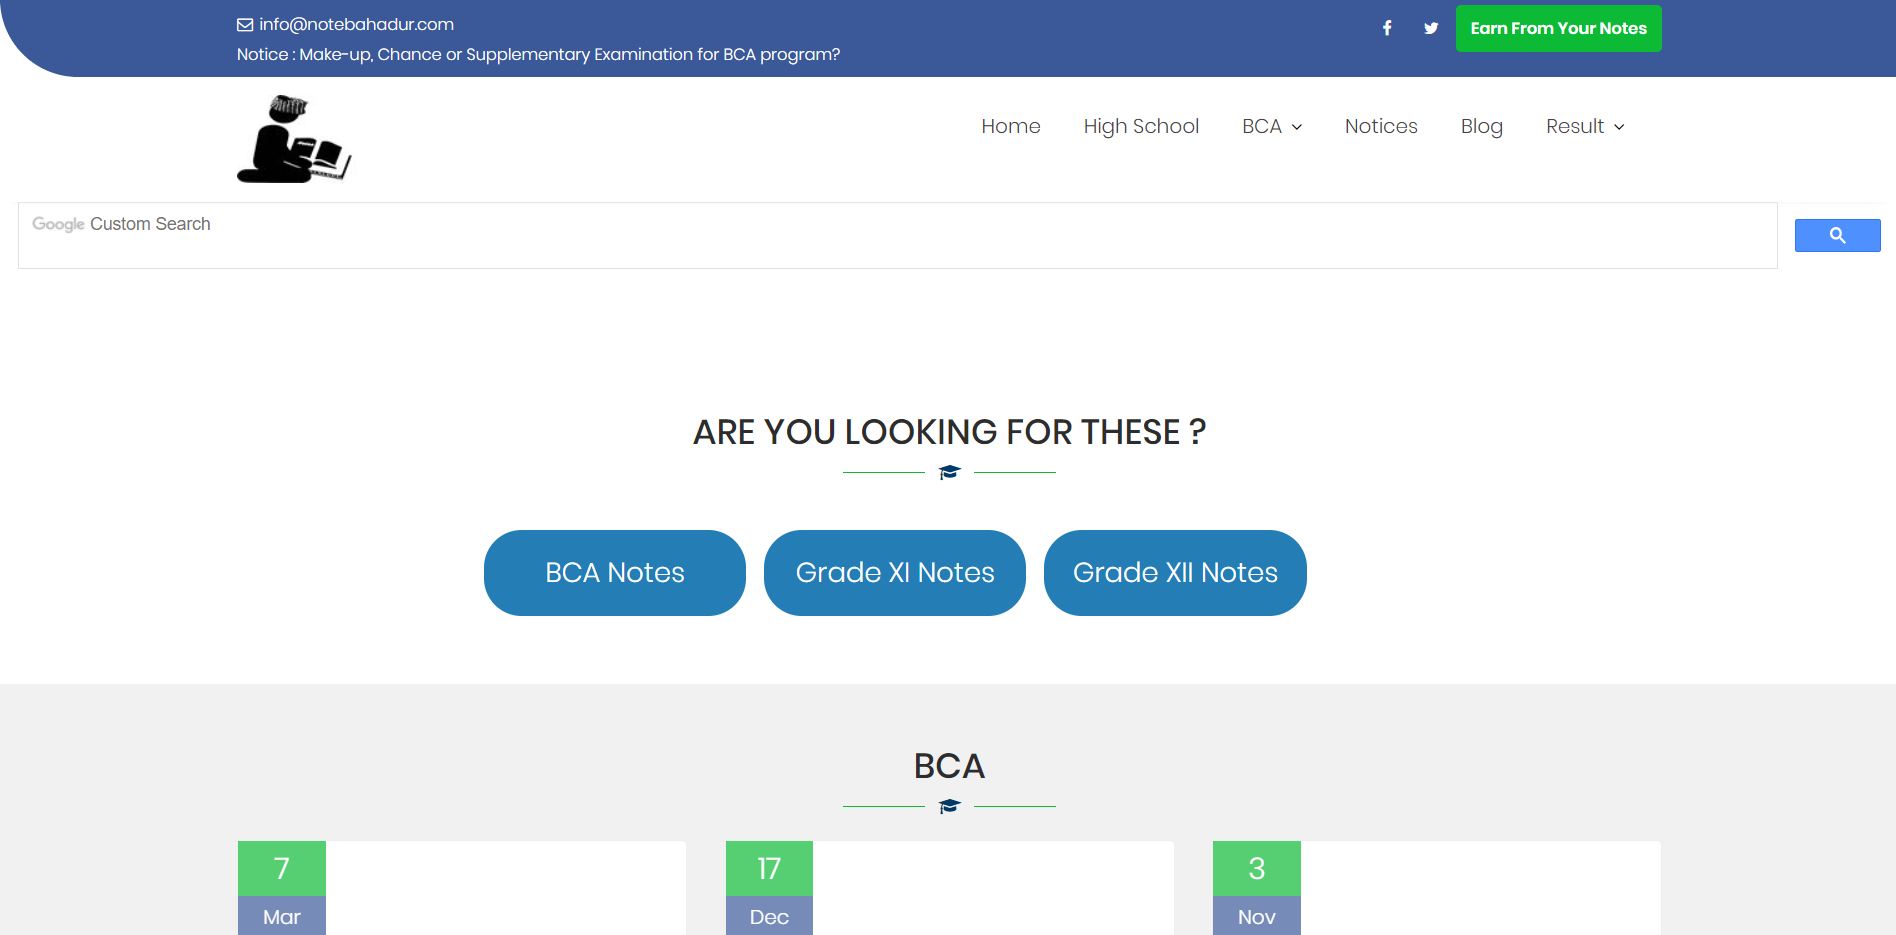 info@notebahadur.com
Notice : Make-up, Chance or Supplementary Examination for BCA program?
Earn From Your Notes
Home
High School
BCA
Notices
Blog
Result
Google Custom Search
ARE YOU LOOKING FOR THESE ?
BCA Notes
Grade XI Notes
Grade XII Notes
BCA
7
Mar
17
Dec
3
Nov